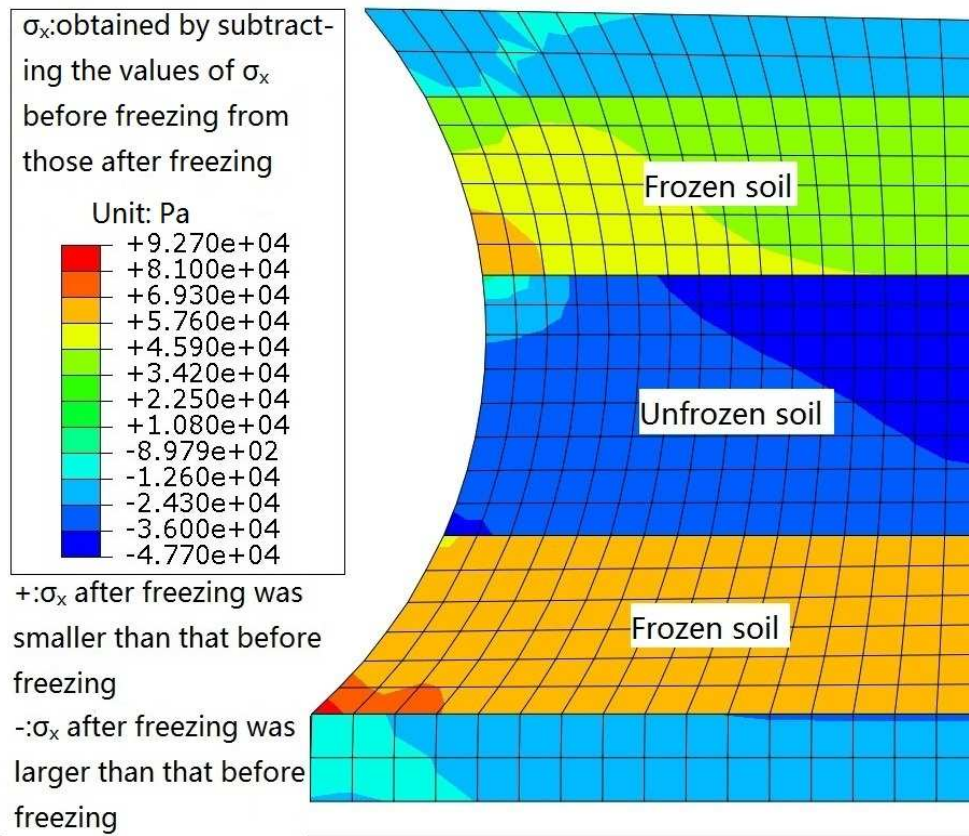 σₓ:obtained by subtract-
ing the values of σₓ
before freezing from
those after freezing
Unit: Pa
+9.270e+04
+8.100e+04
+6.930e+04
+5.760e+04
+4.590e+04
+3.420e+04
+2.250e+04
+1.080e+04
-8.979e+02
-1.260e+04
-2.430e+04
-3.600e+04
-4.770e+04
+:σₓ after freezing was
smaller than that before
freezing
-:σₓ after freezing was
larger than that before
freezing
Frozen soil
Unfrozen soil
Frozen soil